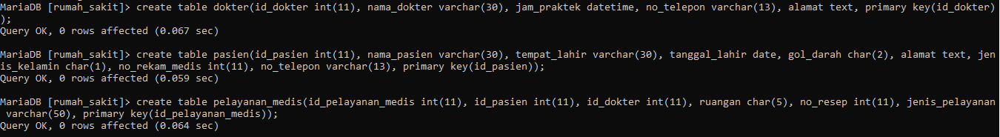 MariaDB [rumah_sakit]> create table dokter(id_dokter int(11), nama_dokter varchar(30), jam_praktek datetime, no_telepon varchar(13), alamat text, primary key(id_dokter)
);
Query OK, 0 rows affected (0.067 sec)
MariaDB [rumah_sakit]> create table pasien(id_pasien int(11), nama_pasien varchar(30), tempat_lahir varchar(30), tanggal_lahir date, gol_darah char(2), alamat text, jen
is_kelamin char(1), no_rekam_medis int(11), no_telepon varchar(13), primary key(id_pasien));
Query OK, 0 rows affected (0.059 sec)
MariaDB [rumah_sakit]> create table pelayanan_medis(id_pelayanan_medis int(11), id_pasien int(11), id_dokter int(11), ruangan char(5), no_resep int(11), jenis_pelayanan
 varchar(50), primary key(id_pelayanan_medis));
Query OK, 0 rows affected (0.064 sec)